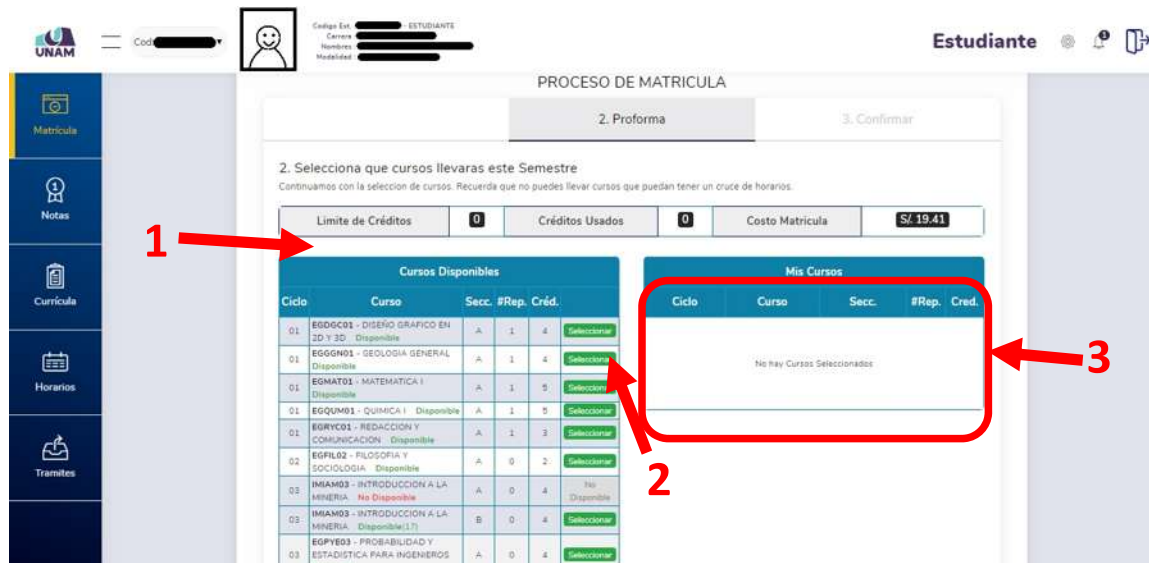 UNAM
Cod:
Codigo Est. - ESTUDIANTE
Carrera
Nombres
Modalidad
Estudiante
Matrícula
Notas
Currícula
Horarios
Tramites
PROCESO DE MATRICULA
2. Proforma
3. Confirmar
2. Selecciona que cursos llevaras este Semestre
Continuamos con la seleccion de cursos. Recuerda que no puedes llevar cursos que puedan tener un cruce de horarios.
Limite de Créditos 0 Créditos Usados 0 Costo Matricula S/. 19.41
1
Cursos Disponibles
Ciclo Curso Secc. #Rep. Créd.
01 EGDGC01 - DISEÑO GRAFICO EN 2D Y 3D Disponible A 1 4 Seleccionar
01 EGGGN01 - GEOLOGIA GENERAL Disponible A 1 4 Seleccionar
01 EGMAT01 - MATEMATICA I Disponible A 1 5 Seleccionar
01 EGQUM01 - QUIMICA I Disponible A 1 5 Seleccionar
01 EGRYC01 - REDACCION Y COMUNICACION Disponible A 1 3 Seleccionar
02 EGFIL02 - FILOSOFIA Y SOCIOLOGIA Disponible A 0 2 Seleccionar
03 IMIAM03 - INTRODUCCION A LA MINERIA No Disponible A 0 4 No Disponible
03 IMIAM03 - INTRODUCCION A LA MINERIA Disponible(17) B 0 4 Seleccionar
03 EGPYE03 - PROBABILIDAD Y ESTADISTICA PARA INGENIEROS A 0 4 Seleccionar
2
Mis Cursos
Ciclo Curso Secc. #Rep. Cred.
No hay Cursos Seleccionados
3